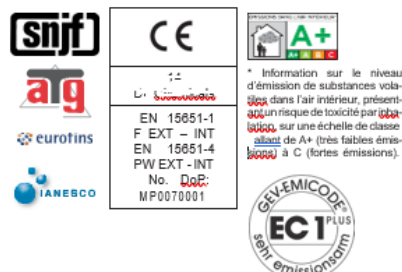 snjf
atg
eurofins
IANESCO
CE
14
EN 15651-1
F EXT – INT
EN 15651-4
PW EXT - INT
No. DoP:
MP0070001
ÉMISSIONS DANS L'AIR INTÉRIEUR*
A+
A+ A B C
* Information sur le niveau
d'émission de substances vola-
tiles dans l'air intérieur, présent-
ant un risque de toxicité par inha-
lation, sur une échelle de classe
allant de A+ (très faibles émis-
sions) à C (fortes émissions).
GEV-EMICODE
EC 1 PLUS
sehr emissionsarm